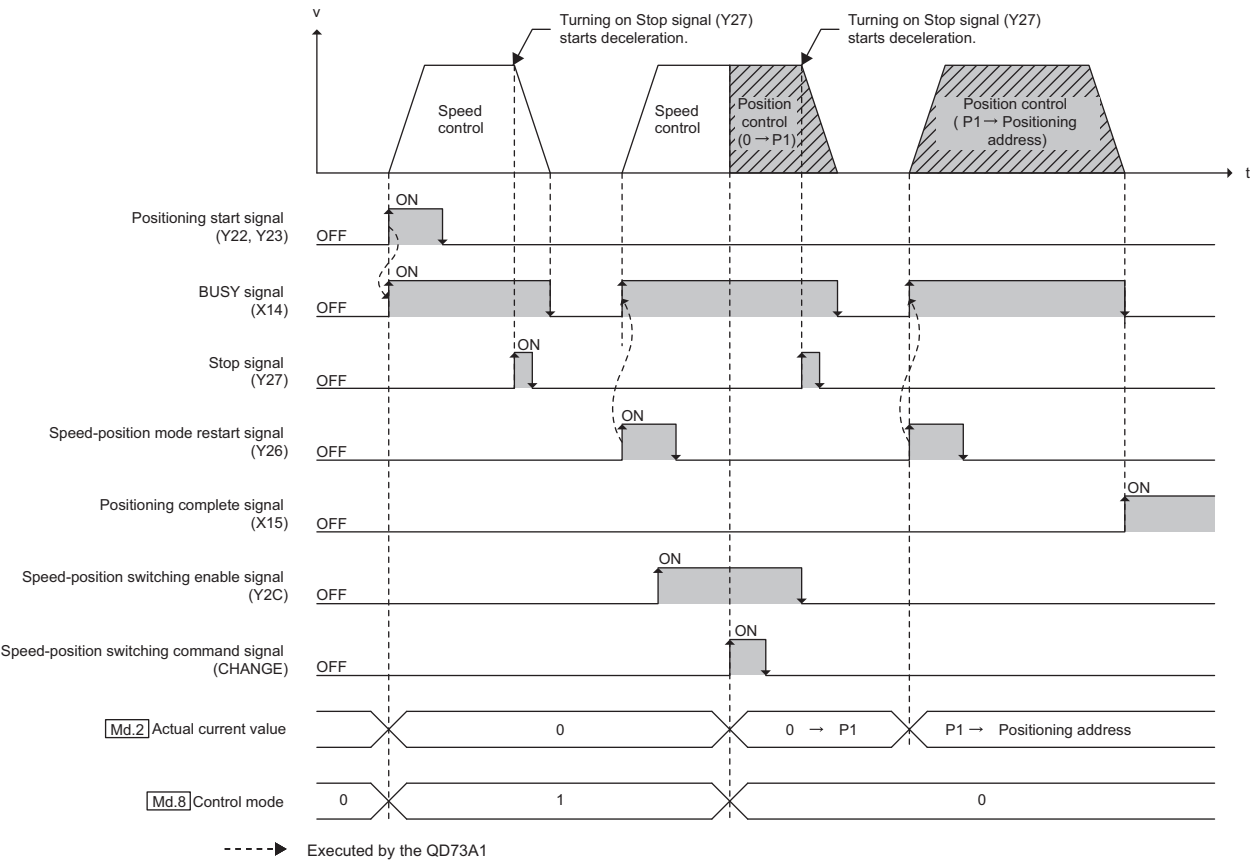 v
Turning on Stop signal (Y27)
starts deceleration.
Turning on Stop signal (Y27)
starts deceleration.
Speed
control
Speed
control
Position
control
(0 → P1)
Position control
( P1→ Positioning
address)
t
Positioning start signal
(Y22, Y23)
OFF
ON
BUSY signal
(X14)
OFF
ON
Stop signal
(Y27)
OFF
ON
Speed-position mode restart signal
(Y26)
OFF
ON
Positioning complete signal
(X15)
OFF
ON
Speed-position switching enable signal
(Y2C)
OFF
ON
Speed-position switching command signal
(CHANGE)
OFF
ON
Md.2 Actual current value
0
0 → P1
P1 → Positioning address
Md.8 Control mode
0
1
0
Executed by the QD73A1